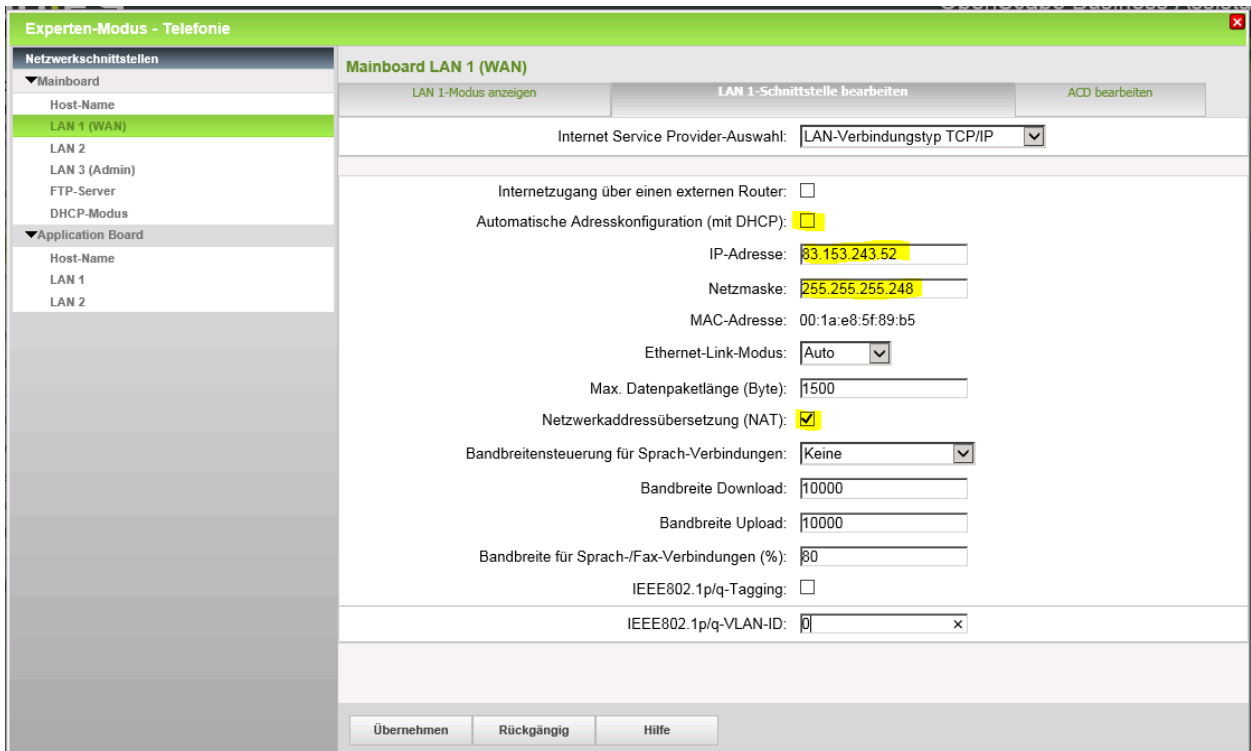 OpenScape Business Assista
Experten-Modus - Telefonie
Netzwerkschnittstellen
Mainboard
Host-Name
LAN 1 (WAN)
LAN 2
LAN 3 (Admin)
FTP-Server
DHCP-Modus
Application Board
Host-Name
LAN 1
LAN 2
Mainboard LAN 1 (WAN)
LAN 1-Modus anzeigen LAN 1-Schnittstelle bearbeiten ACD bearbeiten
Internet Service Provider-Auswahl: LAN-Verbindungstyp TCP/IP
Internetzugang über einen externen Router:
Automatische Adresskonfiguration (mit DHCP):
IP-Adresse: 83.153.243.52
Netzmaske: 255.255.255.248
MAC-Adresse: 00:1a:e8:5f:89:b5
Ethernet-Link-Modus: Auto
Max. Datenpaketlänge (Byte): 1500
Netzwerkaddressübersetzung (NAT):
Bandbreitensteuerung für Sprach-Verbindungen: Keine
Bandbreite Download: 10000
Bandbreite Upload: 10000
Bandbreite für Sprach-/Fax-Verbindungen (%): 80
IEEE802.1p/q-Tagging:
IEEE802.1p/q-VLAN-ID: 0
Übernehmen Rückgängig Hilfe